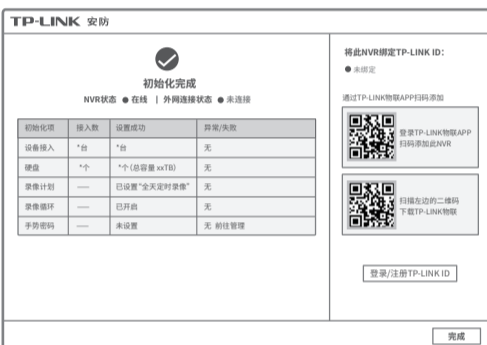 TP-LINK 安防
初始化完成
NVR状态 ● 在线 | 外网连接状态 ● 未连接
初始化项 接入数 设置成功 异常/失败
设备接入 *台 *台 无
硬盘 *个 *个（总容量 xxTB） 无
录像计划 —— 已设置“全天定时录像” 无
录像循环 —— 已开启 无
手势密码 —— 未设置 无 前往管理
将此NVR绑定TP-LINK ID：
● 未绑定
通过TP-LINK物联APP扫码添加
登录TP-LINK物联APP
扫码添加此NVR
扫描左边的二维码
下载TP-LINK物联
登录/注册TP-LINK ID
完成